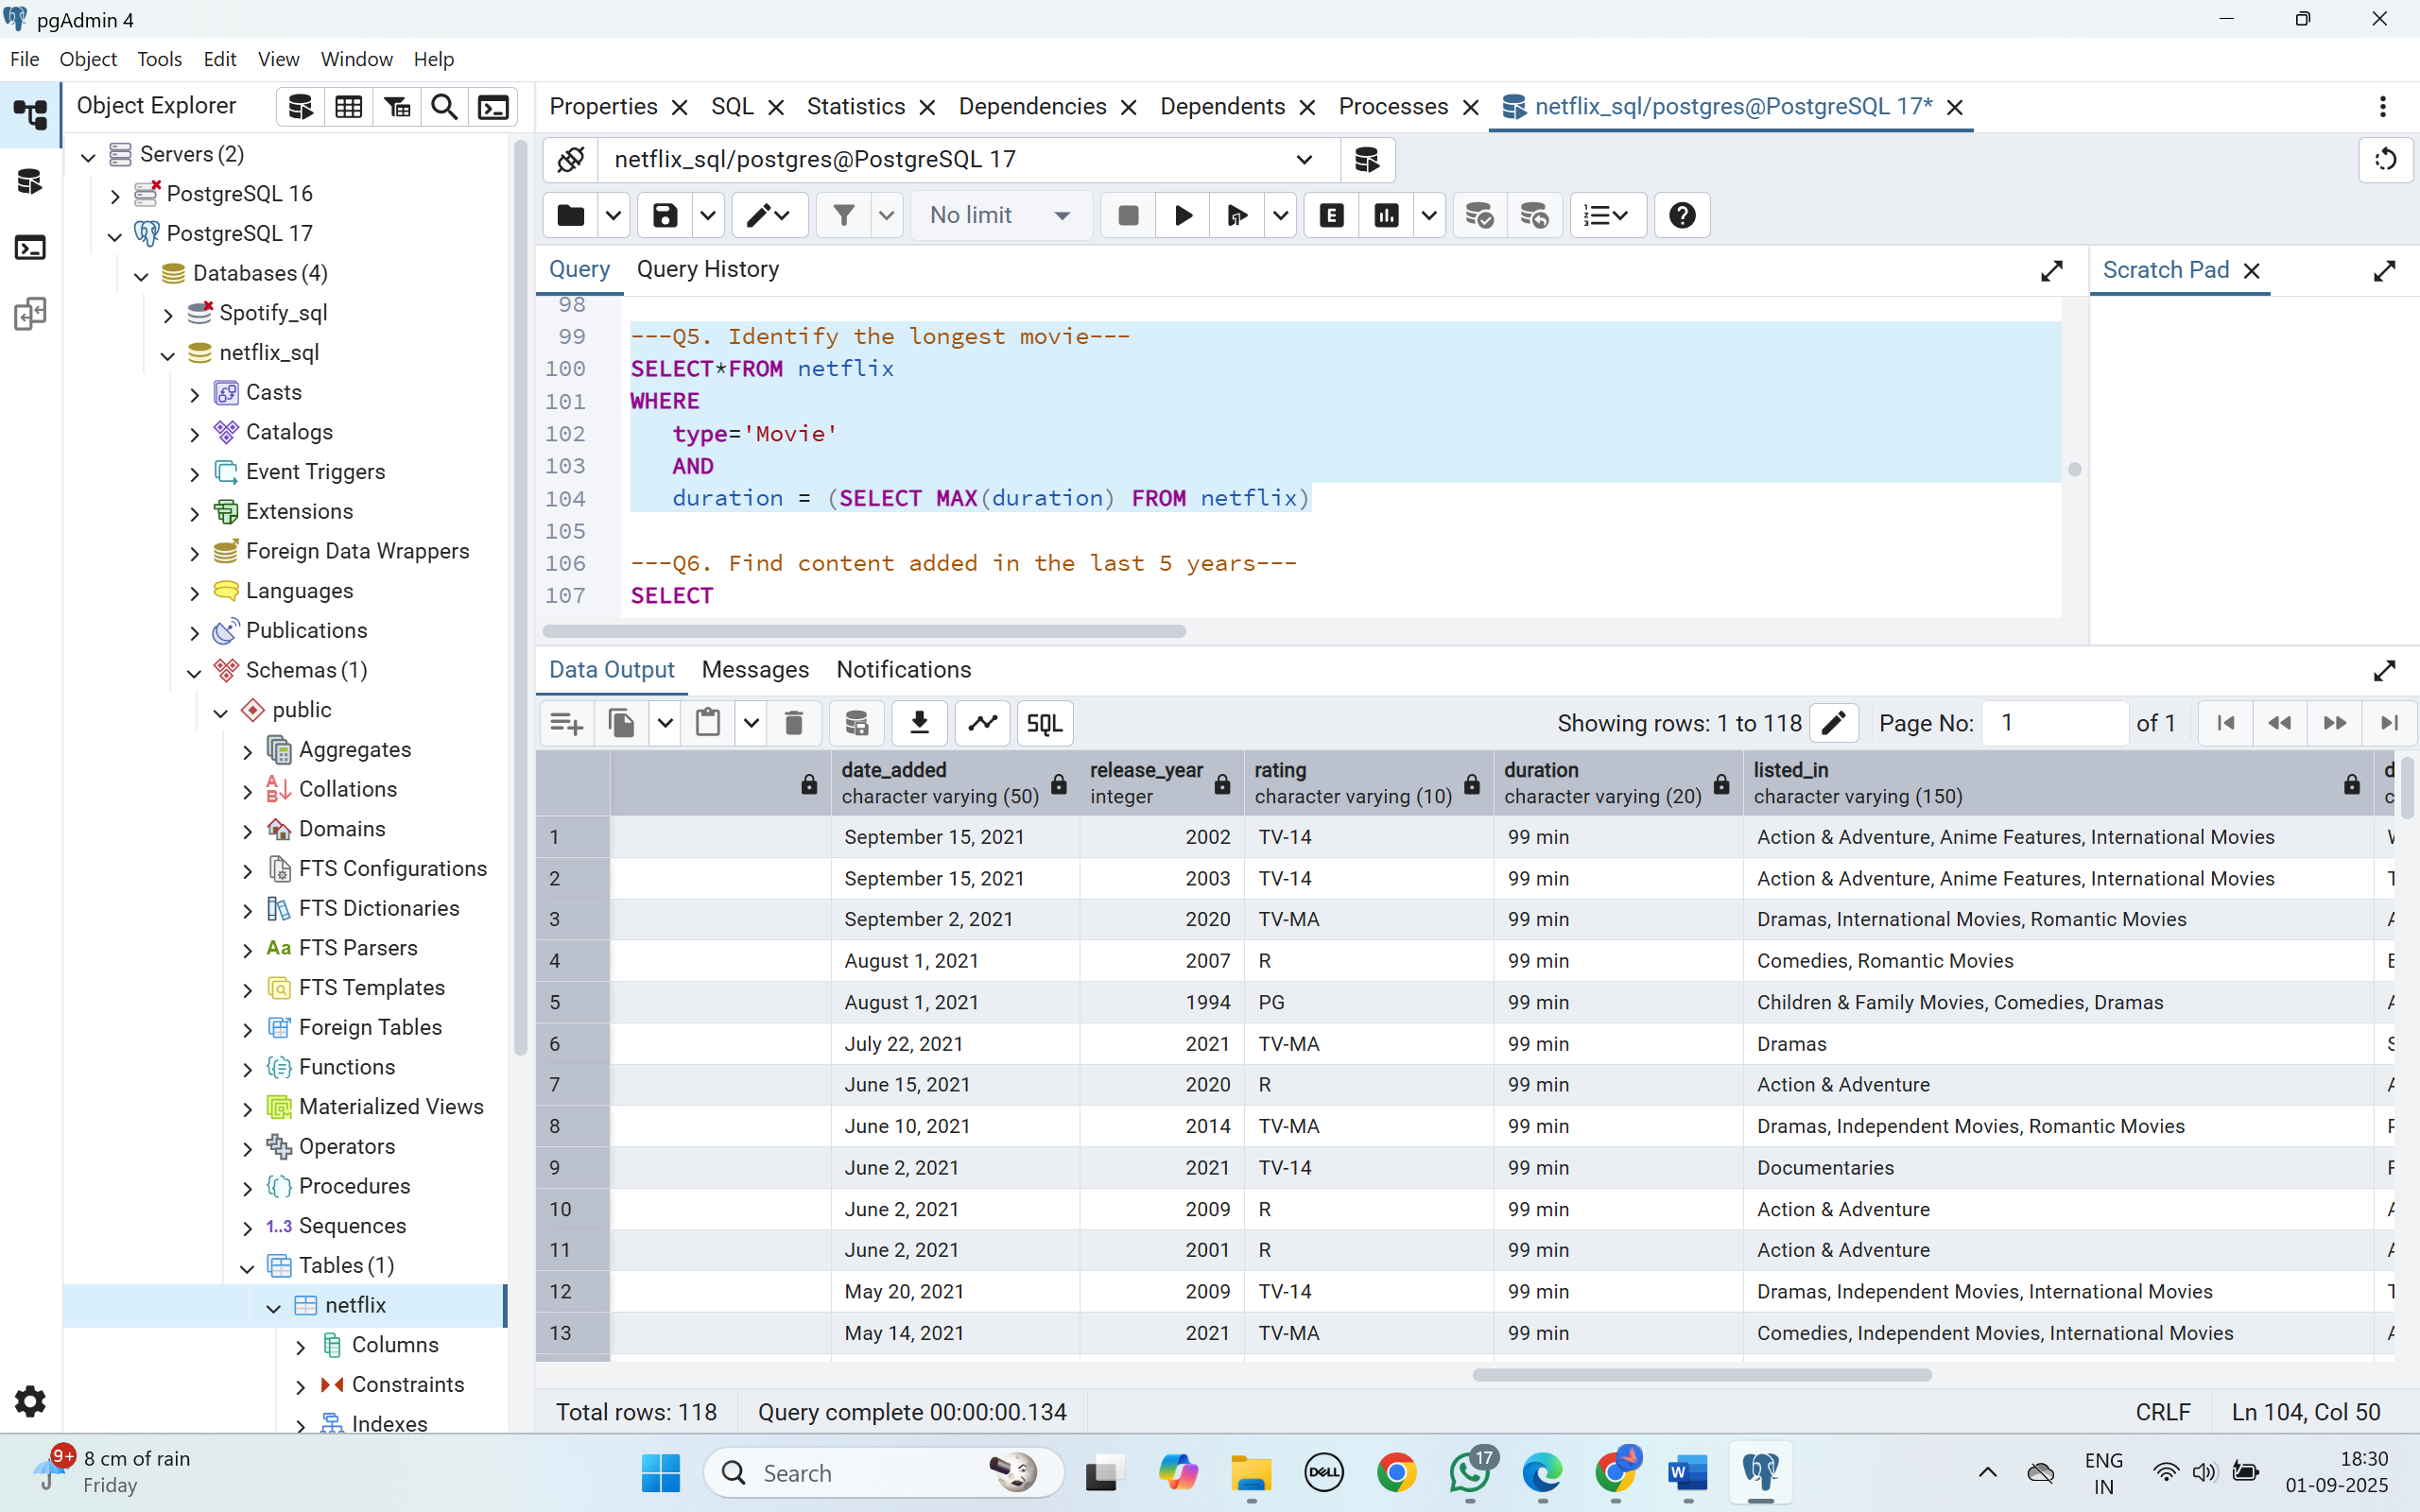 pgAdmin 4
File Object Tools Edit View Window Help
Object Explorer
Properties SQL Statistics Dependencies Dependents Processes netflix_sql/postgres@PostgreSQL 17*
Servers (2)
PostgreSQL 16
PostgreSQL 17
Databases (4)
Spotify_sql
netflix_sql
Casts
Catalogs
Event Triggers
Extensions
Foreign Data Wrappers
Languages
Publications
Schemas (1)
public
Aggregates
Collations
Domains
FTS Configurations
FTS Dictionaries
Aa FTS Parsers
FTS Templates
Foreign Tables
Functions
Materialized Views
Operators
Procedures
1..3 Sequences
Tables (1)
netflix
Columns
Constraints
Indexes
netflix_sql/postgres@PostgreSQL 17
No limit
E
Query Query History
Scratch Pad
98
99 ---Q5. Identify the longest movie---
100 SELECT*FROM netflix
101 WHERE
102 type='Movie'
103 AND
104 duration = (SELECT MAX(duration) FROM netflix)
105
106 ---Q6. Find content added in the last 5 years---
107 SELECT
Data Output Messages Notifications
SQL Showing rows: 1 to 118 Page No: 1 of 1
date_added release_year rating duration listed_in
character varying (50) integer character varying (10) character varying (20) character varying (150)
1 September 15, 2021 2002 TV-14 99 min Action & Adventure, Anime Features, International Movies
2 September 15, 2021 2003 TV-14 99 min Action & Adventure, Anime Features, International Movies
3 September 2, 2021 2020 TV-MA 99 min Dramas, International Movies, Romantic Movies
4 August 1, 2021 2007 R 99 min Comedies, Romantic Movies
5 August 1, 2021 1994 PG 99 min Children & Family Movies, Comedies, Dramas
6 July 22, 2021 2021 TV-MA 99 min Dramas
7 June 15, 2021 2020 R 99 min Action & Adventure
8 June 10, 2021 2014 TV-MA 99 min Dramas, Independent Movies, Romantic Movies
9 June 2, 2021 2021 TV-14 99 min Documentaries
10 June 2, 2021 2009 R 99 min Action & Adventure
11 June 2, 2021 2001 R 99 min Action & Adventure
12 May 20, 2021 2009 TV-14 99 min Dramas, Independent Movies, International Movies
13 May 14, 2021 2021 TV-MA 99 min Comedies, Independent Movies, International Movies
Total rows: 118 Query complete 00:00:00.134 CRLF Ln 104, Col 50
9+ 8 cm of rain
Friday
Search
DELL
17
W
ENG
IN
18:30
01-09-2025